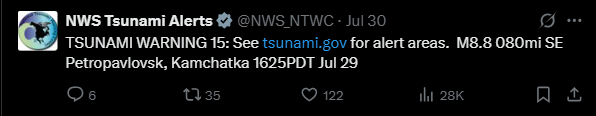 NWS Tsunami Alerts @NWS_NTWC · Jul 30
TSUNAMI WARNING 15: See tsunami.gov for alert areas. M8.8 080mi SE
Petropavlovsk, Kamchatka 1625PDT Jul 29
6 35 122 28K